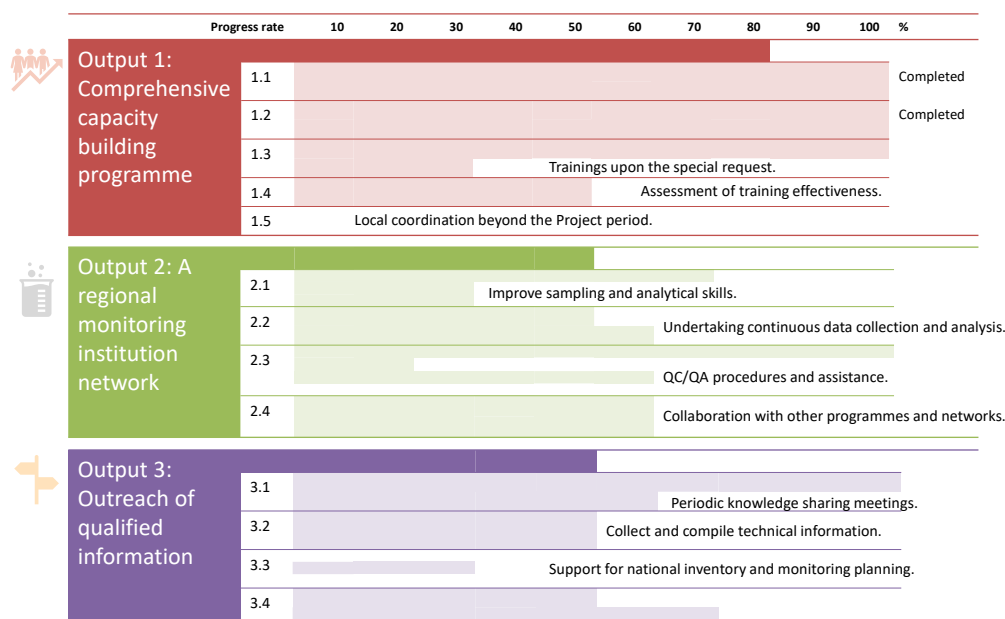 Progress rate 10 20 30 40 50 60 70 80 90 100 %
Output 1:
Comprehensive
capacity
building
programme
1.1 Completed
1.2 Completed
1.3 Trainings upon the special request.
1.4 Assessment of training effectiveness.
1.5 Local coordination beyond the Project period.
Output 2: A
regional
monitoring
institution
network
2.1 Improve sampling and analytical skills.
2.2 Undertaking continuous data collection and analysis.
2.3 QC/QA procedures and assistance.
2.4 Collaboration with other programmes and networks.
Output 3:
Outreach of
qualified
information
3.1 Periodic knowledge sharing meetings.
3.2 Collect and compile technical information.
3.3 Support for national inventory and monitoring planning.
3.4